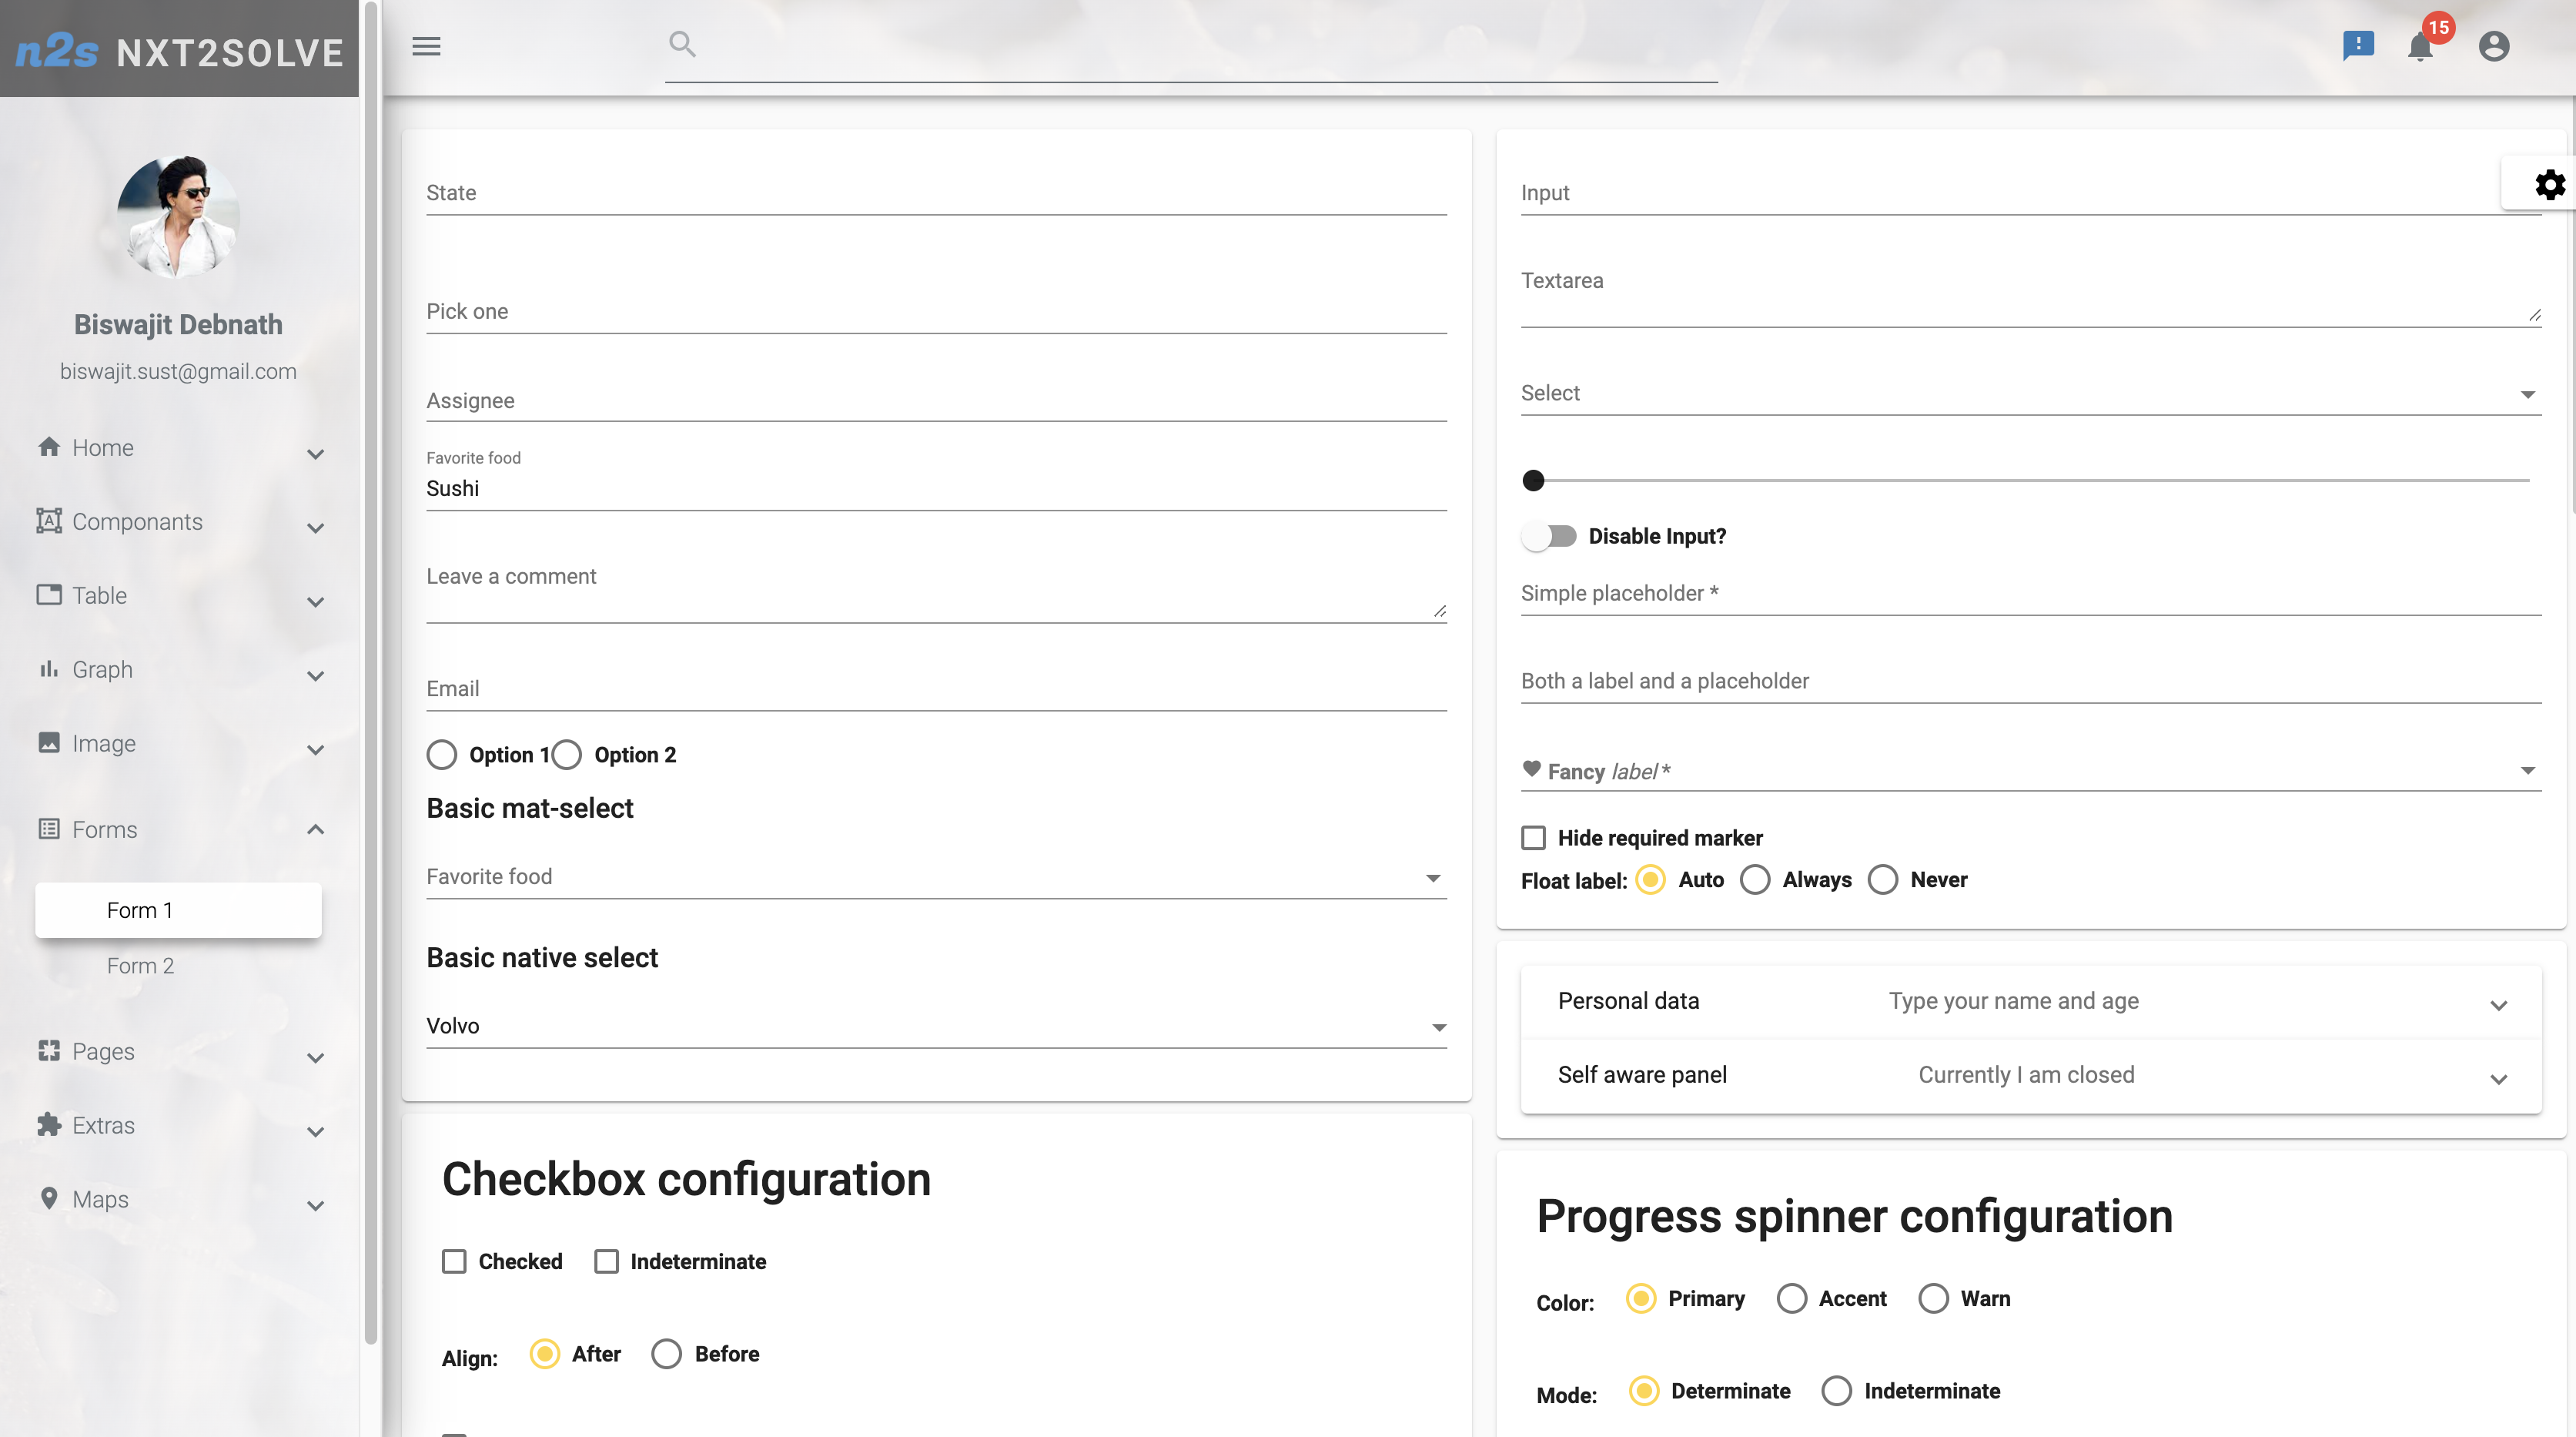 n2s NXT2SOLVE
15
Biswajit Debnath
biswajit.sust@gmail.com
Home
Componants
Table
Graph
Image
Forms
Form 1
Form 2
Pages
Extras
Maps
State
Pick one
Assignee
Favorite food
Sushi
Leave a comment
Email
Option 1 Option 2
Basic mat-select
Favorite food
Basic native select
Volvo
Checkbox configuration
Checked Indeterminate
Align: After Before
Input
Textarea
Select
Disable Input?
Simple placeholder *
Both a label and a placeholder
Fancy label *
Hide required marker
Float label: Auto Always Never
Personal data Type your name and age
Self aware panel Currently I am closed
Progress spinner configuration
Color: Primary Accent Warn
Mode: Determinate Indeterminate